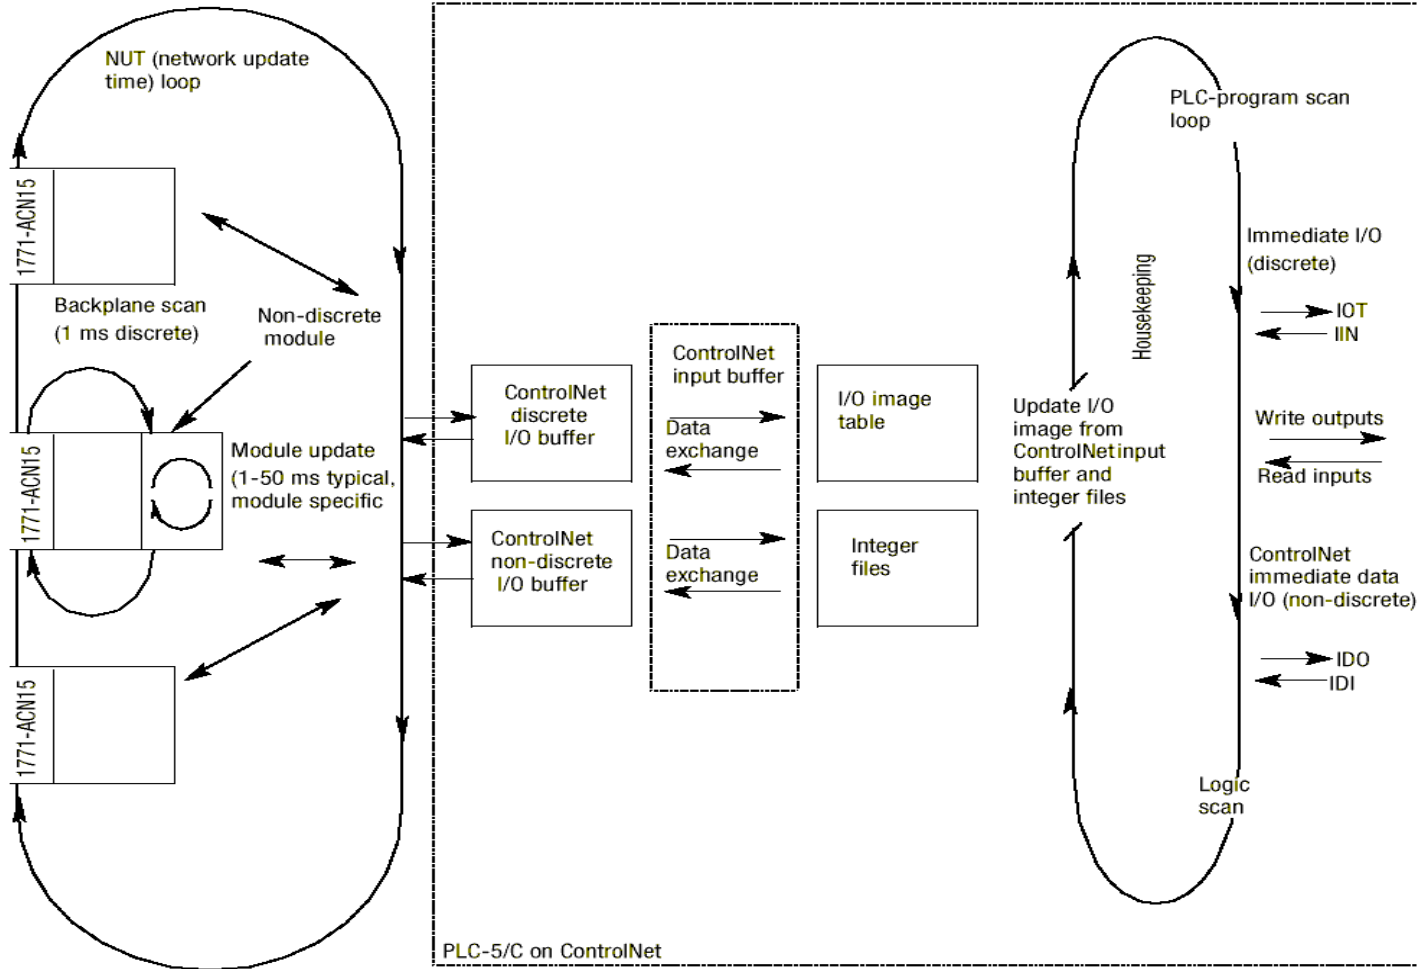 NUT (network update
time) loop
1771-ACN15
Backplane scan
(1 ms discrete)
Non-discrete
module
1771-ACN15
Module update
(1-50 ms typical,
module specific
1771-ACN15
ControlNet
discrete
I/O buffer
ControlNet
non-discrete
I/O buffer
ControlNet
input buffer
Data
exchange
Data
exchange
I/O image
table
Integer
files
PLC-program scan
loop
Housekeeping
Update I/O
image from
ControlNet input
buffer and
integer files
Immediate I/O
(discrete)
IOT
IIN
Write outputs
Read inputs
ControlNet
immediate data
I/O (non-discrete)
IDO
IDI
Logic
scan
PLC-5/C on ControlNet